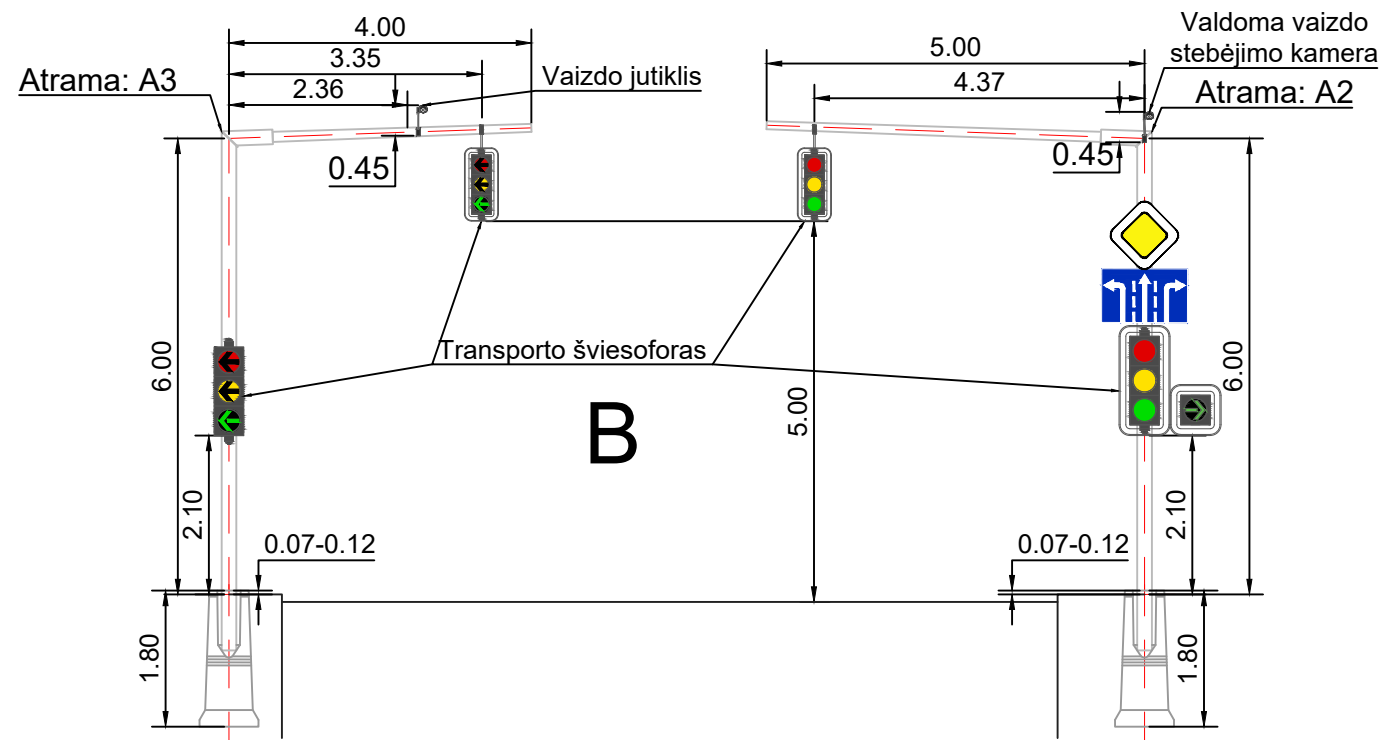 4.00
3.35
2.36
Vaizdo jutiklis
Atrama: A3
0.45
5.00
4.37
Valdoma vaizdo
stebėjimo kamera
Atrama: A2
0.45
6.00
Transporto šviesoforas
B
5.00
6.00
2.10
2.10
0.07-0.12
0.07-0.12
1.80
1.80